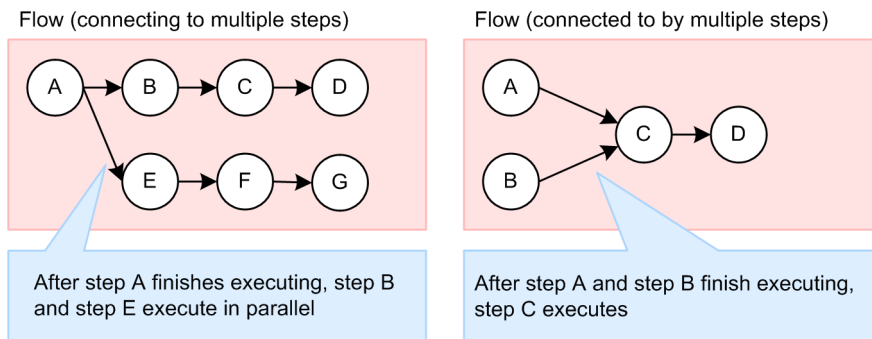 Flow (connecting to multiple steps)
A
B
C
D
E
F
G
After step A finishes executing, step B
and step E execute in parallel
Flow (connected to by multiple steps)
A
B
C
D
After step A and step B finish executing,
step C executes